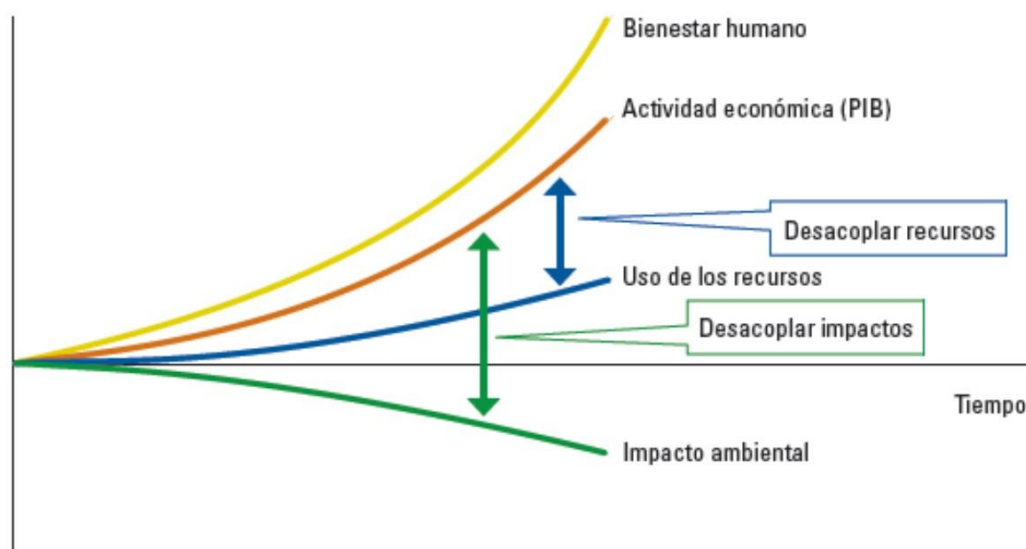 Bienestar humano
Actividad económica (PIB)
Desacoplar recursos
Uso de los recursos
Desacoplar impactos
Tiempo
Impacto ambiental